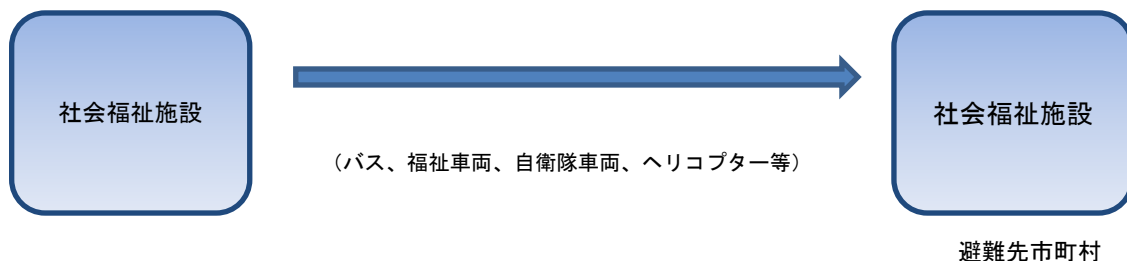 社会福祉施設
社会福祉施設
（バス、福祉車両、自衛隊車両、ヘリコプター等）
避難先市町村